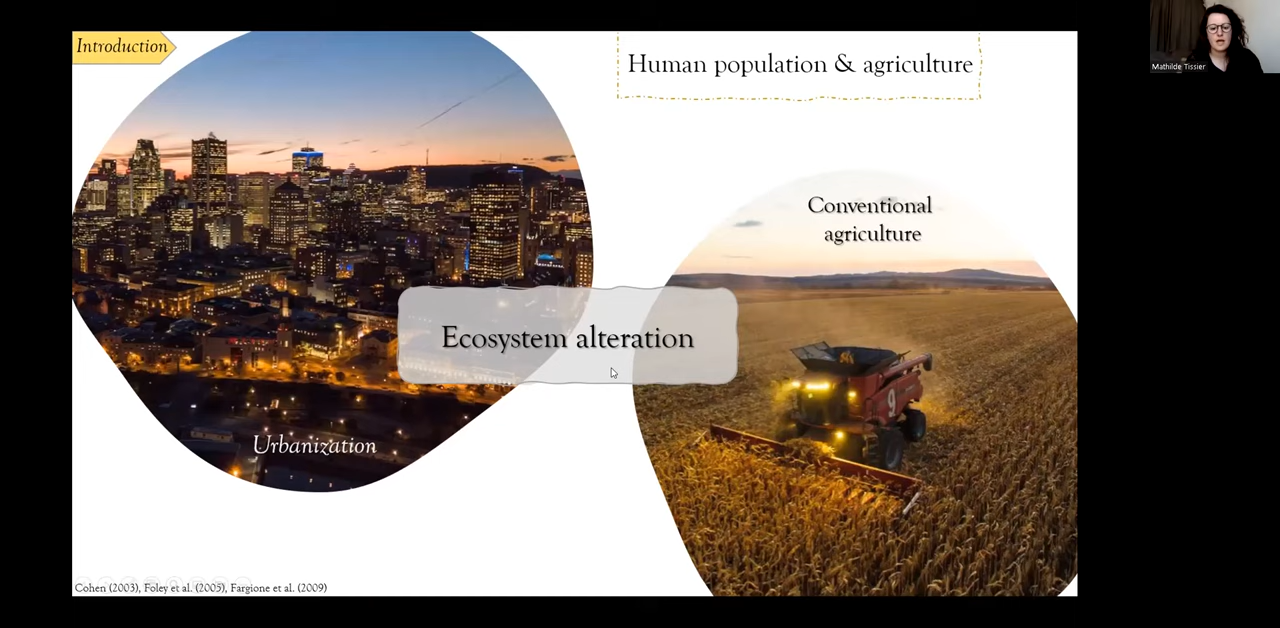 Introduction
Human population & agriculture
Mathilde Tissier
Conventional
agriculture
Ecosystem alteration
9
Urbanization
Cohen (2003), Foley et al. (2005), Fargione et al. (2009)